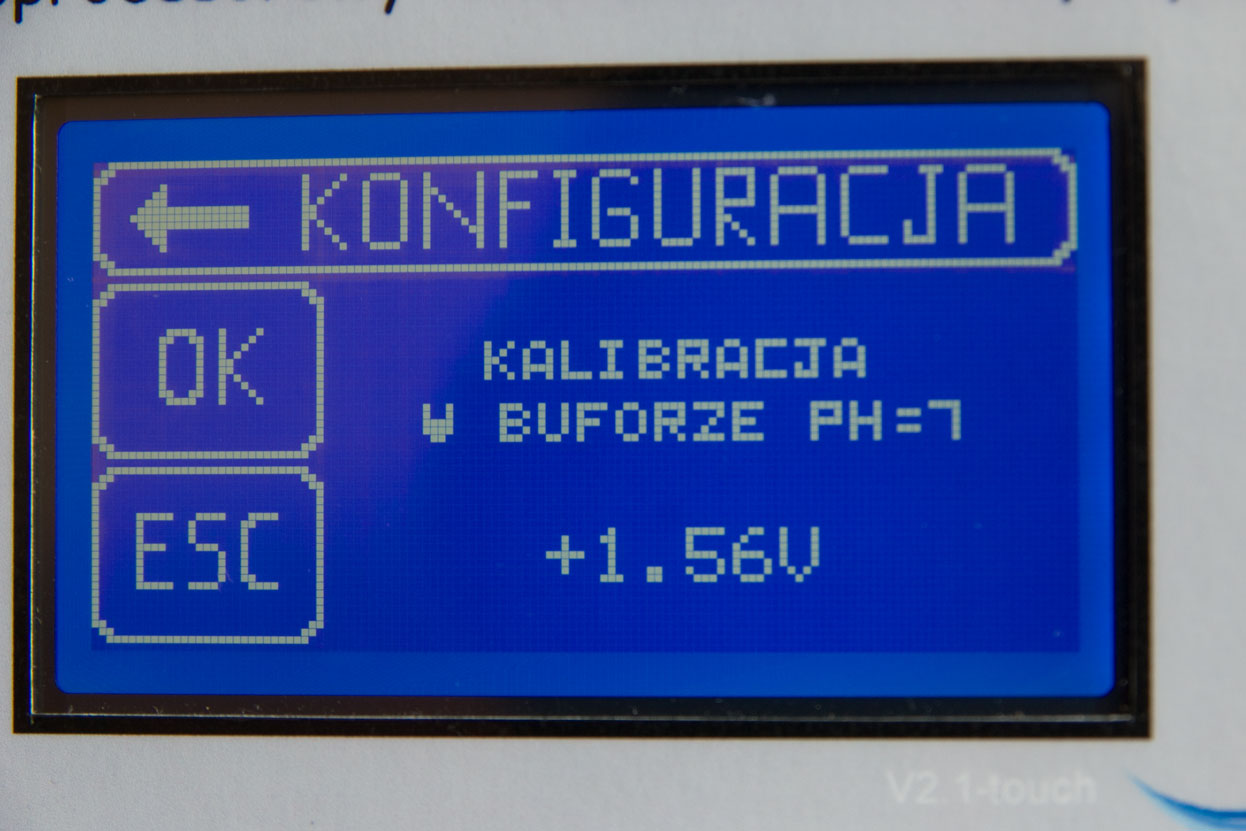 ← KONFIGURACJA
OK
KALIBRACJA
W BUFORZE PH=7
ESC
+1.56V
V2.1-touch